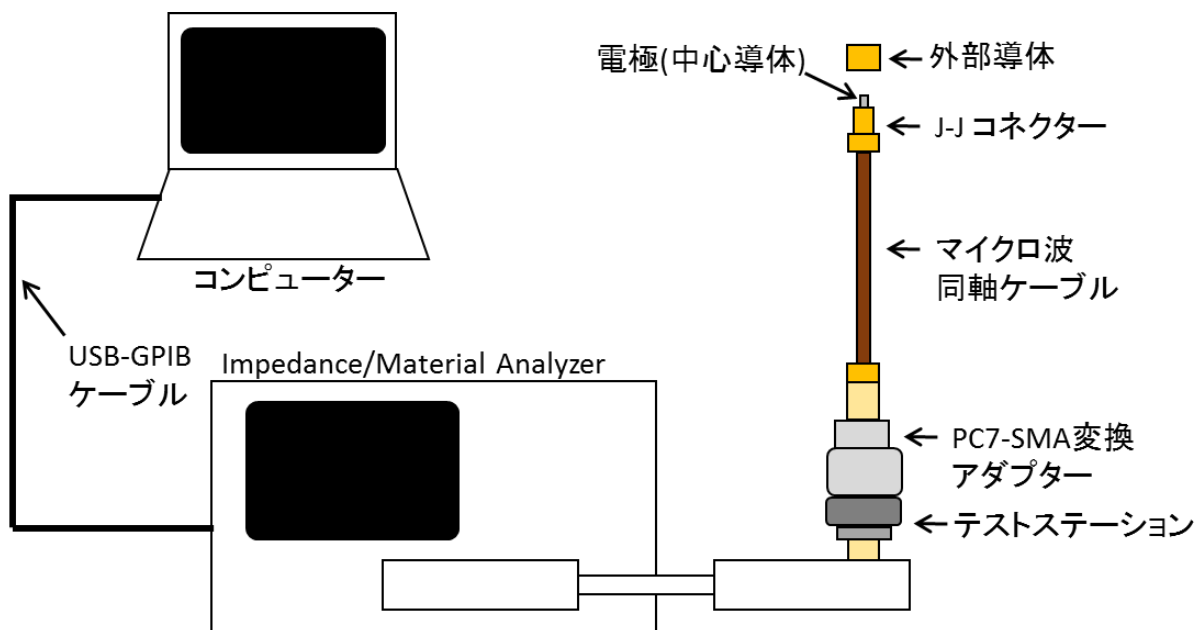 電極(中心導体)
外部導体
J-J コネクター
マイクロ波
同軸ケーブル
コンピューター
USB-GPIB
ケーブル
Impedance/Material Analyzer
PC7-SMA変換
アダプター
テストステーション